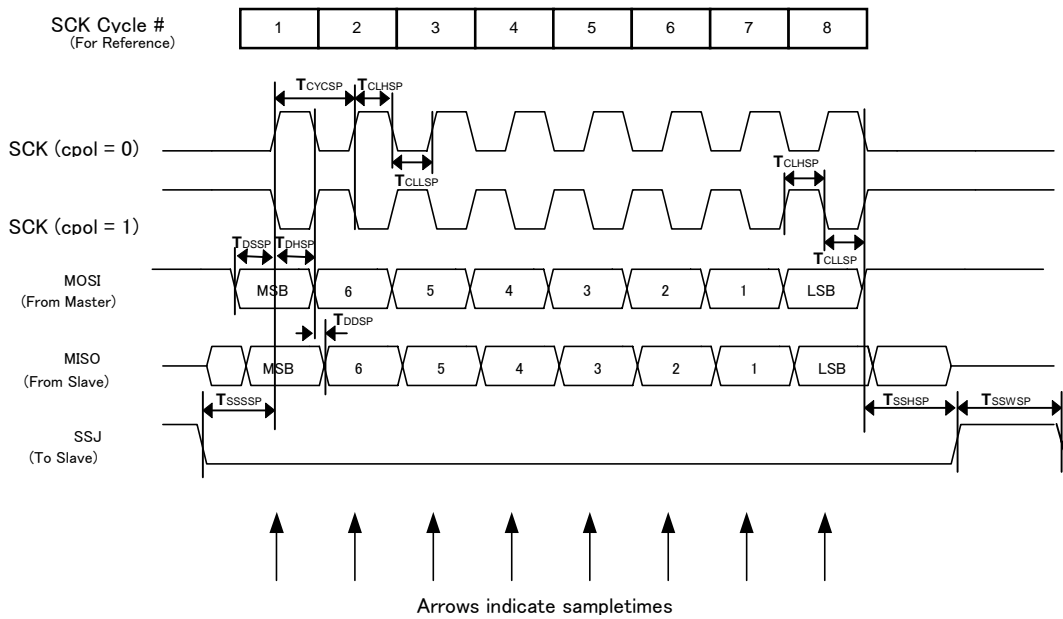 SCK Cycle #
(For Reference)
1 2 3 4 5 6 7 8
TCYCSP TCLHSP
SCK (cpol = 0)
TCLLSP
TCLHSP
SCK (cpol = 1)
TDSSP TDHSP
TCLLSP
MOSI
(From Master)
MSB 6 5 4 3 2 1 LSB
TDDSP
MISO
(From Slave)
MSB 6 5 4 3 2 1 LSB
TSSSSP
TSSHSP TSSWSP
SSJ
(To Slave)
Arrows indicate sampletimes